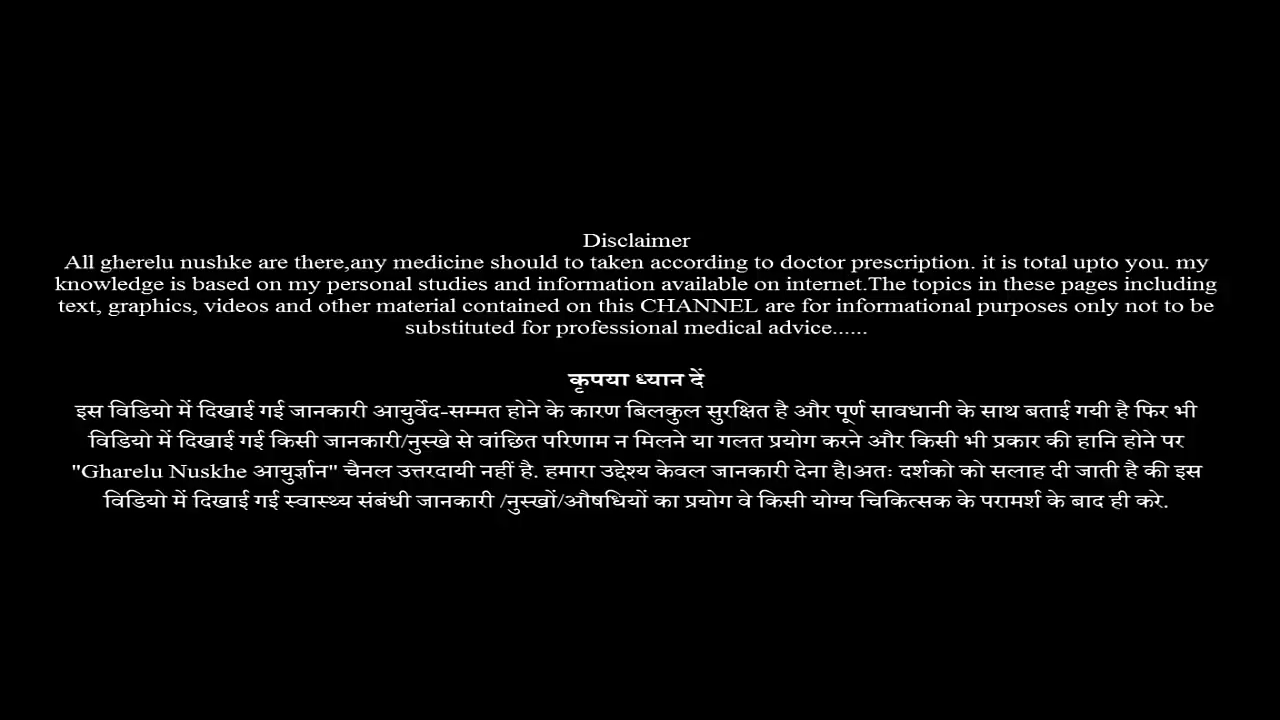 Disclaimer
All gherelu nushke are there,any medicine should to taken according to doctor prescription. it is total upto you. my
knowledge is based on my personal studies and information available on internet.The topics in these pages including
text, graphics, videos and other material contained on this CHANNEL are for informational purposes only not to be
substituted for professional medical advice......
कृपया ध्यान दें
इस विडियो में दिखाई गई जानकारी आयुर्वेद-सम्मत होने के कारण बिलकुल सुरक्षित है और पूर्ण सावधानी के साथ बताई गयी है फिर भी
विडियो में दिखाई गई किसी जानकारी/नुस्खे से वांछित परिणाम न मिलने या गलत प्रयोग करने और किसी भी प्रकार की हानि होने पर
"Gharelu Nuskhe आयुर्ज्ञान" चैनल उत्तरदायी नहीं है. हमारा उद्देश्य केवल जानकारी देना है।अतः दर्शको को सलाह दी जाती है की इस
विडियो में दिखाई गई स्वास्थ्य संबंधी जानकारी /नुस्खों/औषधियों का प्रयोग वे किसी योग्य चिकित्सक के परामर्श के बाद ही करे.